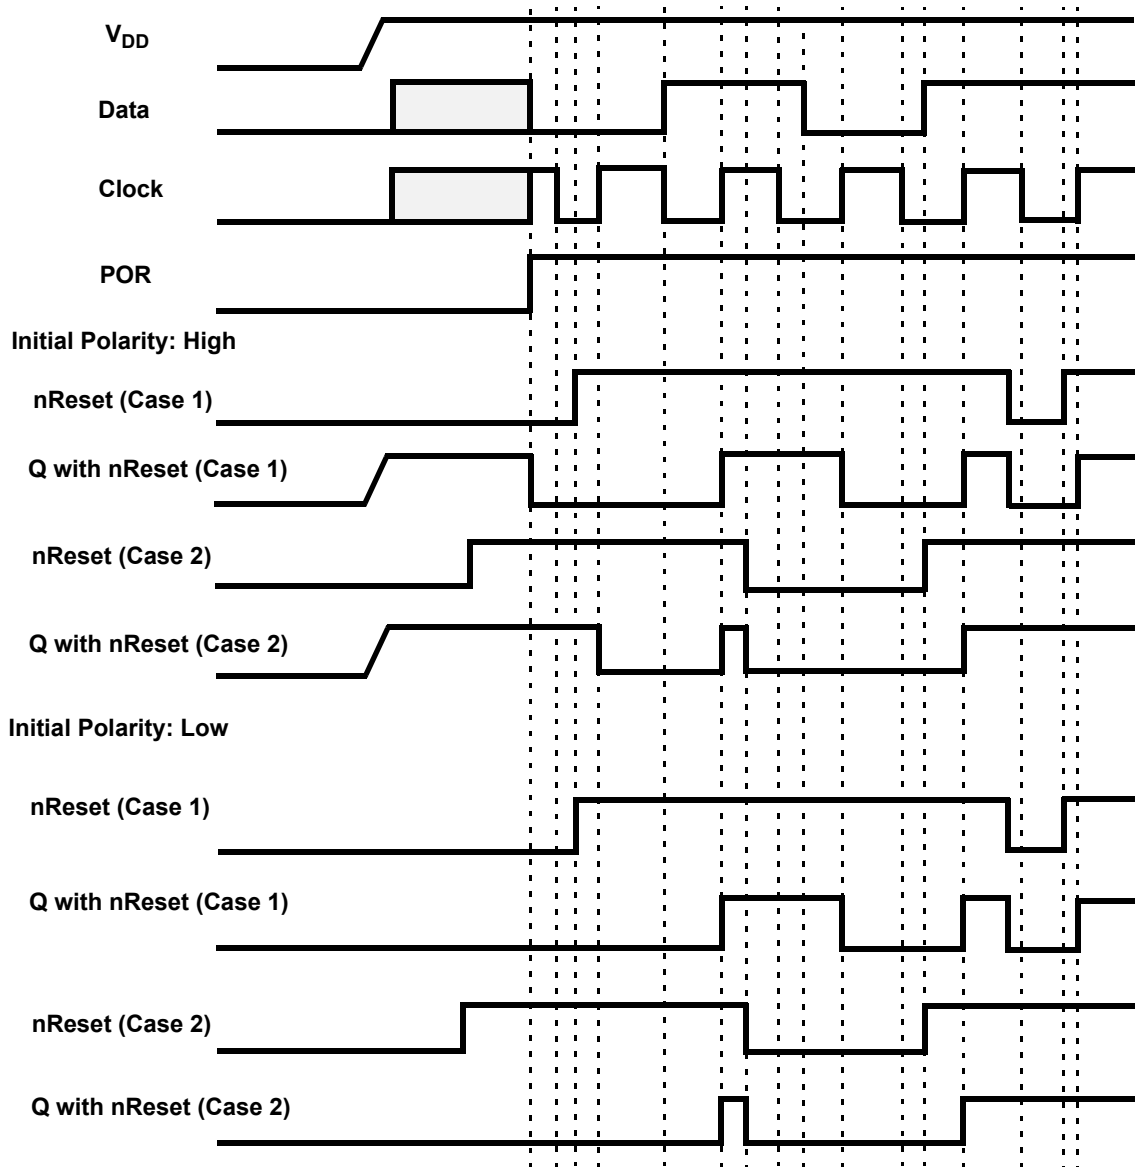 VDD
Data
Clock
POR
Initial Polarity: High
nReset (Case 1)
Q with nReset (Case 1)
nReset (Case 2)
Q with nReset (Case 2)
Initial Polarity: Low
nReset (Case 1)
Q with nReset (Case 1)
nReset (Case 2)
Q with nReset (Case 2)